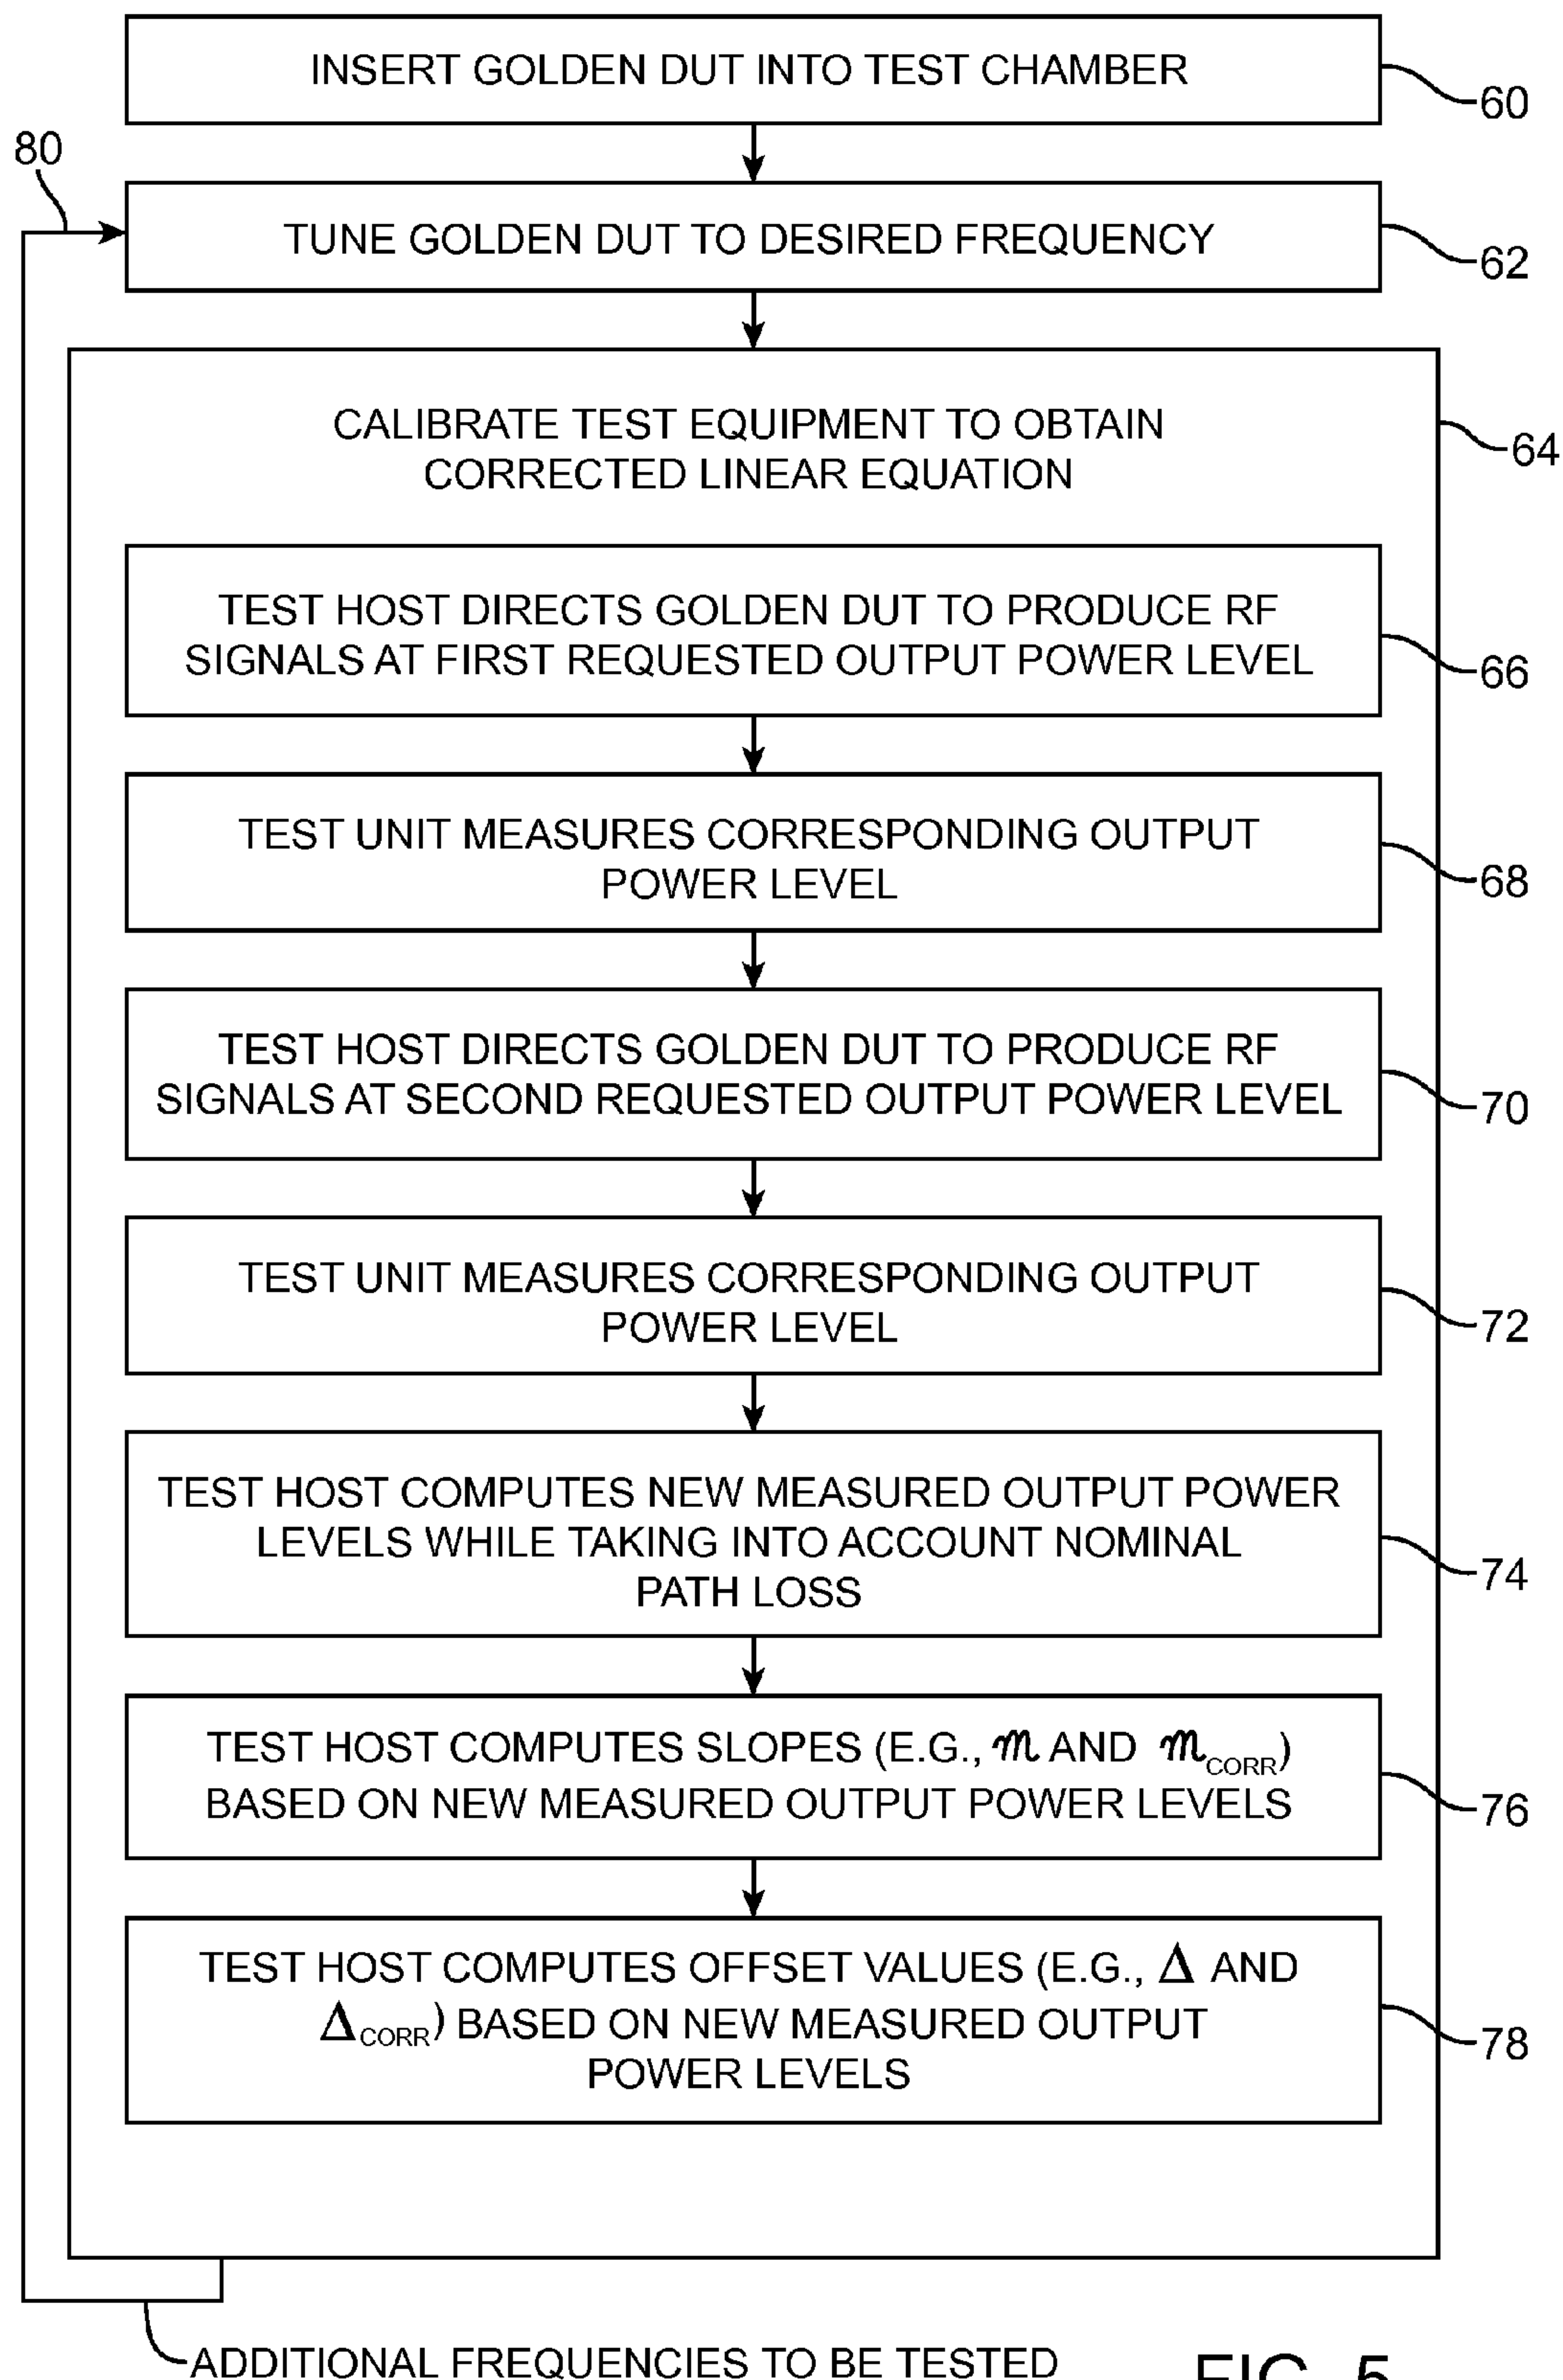 INSERT GOLDEN DUT INTO TEST CHAMBER
60
80
TUNE GOLDEN DUT TO DESIRED FREQUENCY
62
CALIBRATE TEST EQUIPMENT TO OBTAIN
CORRECTED LINEAR EQUATION
64
TEST HOST DIRECTS GOLDEN DUT TO PRODUCE RF
SIGNALS AT FIRST REQUESTED OUTPUT POWER LEVEL
66
TEST UNIT MEASURES CORRESPONDING OUTPUT
POWER LEVEL
68
TEST HOST DIRECTS GOLDEN DUT TO PRODUCE RF
SIGNALS AT SECOND REQUESTED OUTPUT POWER LEVEL
70
TEST UNIT MEASURES CORRESPONDING OUTPUT
POWER LEVEL
72
TEST HOST COMPUTES NEW MEASURED OUTPUT POWER
LEVELS WHILE TAKING INTO ACCOUNT NOMINAL
PATH LOSS
74
TEST HOST COMPUTES SLOPES (E.G., m AND m CORR)
BASED ON NEW MEASURED OUTPUT POWER LEVELS
76
TEST HOST COMPUTES OFFSET VALUES (E.G., Δ AND
Δ CORR) BASED ON NEW MEASURED OUTPUT
POWER LEVELS
78
ADDITIONAL FREQUENCIES TO BE TESTED
FIG. 5